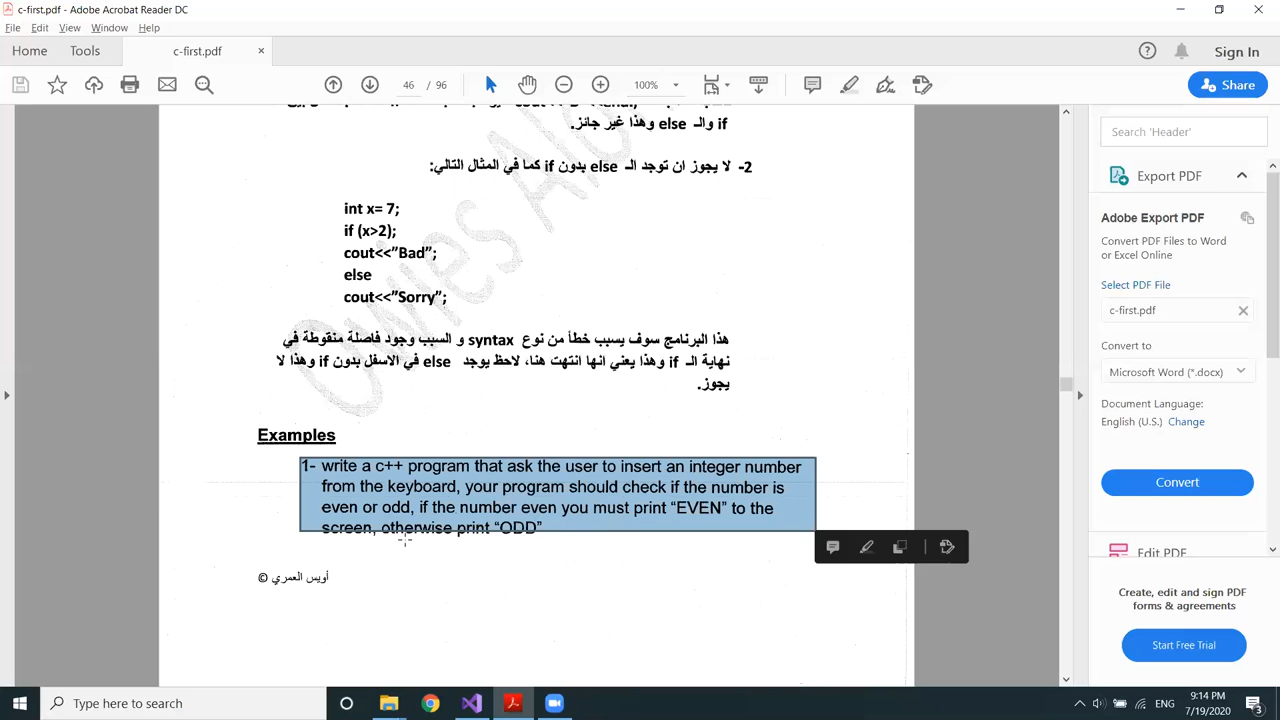 c-first.pdf - Adobe Acrobat Reader DC
File Edit View Window Help
Home Tools c-first.pdf ×
Sign In
46 / 96
100%
Share
if والـ else وهذا غير جائز.
2- لا يجوز ان توجد الـ else بدون if كما في المثال التالي:
int x= 7;
if (x>2);
cout<<”Bad”;
else
cout<<”Sorry”;
هذا البرنامج سوف يسبب خطأ من نوع syntax و السبب وجود فاصلة منقوطة في
نهاية الـ if وهذا يعني انها انتهت هنا، لاحظ يوجد else في الاسفل بدون if وهذا لا
يجوز.
Examples
1- write a c++ program that ask the user to insert an integer number
from the keyboard, your program should check if the number is
even or odd, if the number even you must print “EVEN” to the
screen, otherwise print “ODD”
© أويس العمري
Search 'Header'
Export PDF
Adobe Export PDF
Convert PDF Files to Word
or Excel Online
Select PDF File
c-first.pdf
Convert to
Microsoft Word (*.docx)
Document Language:
English (U.S.) Change
Convert
Edit PDF
Create, edit and sign PDF
forms & agreements
Start Free Trial
Type here to search
ENG
9:14 PM
7/19/2020
3